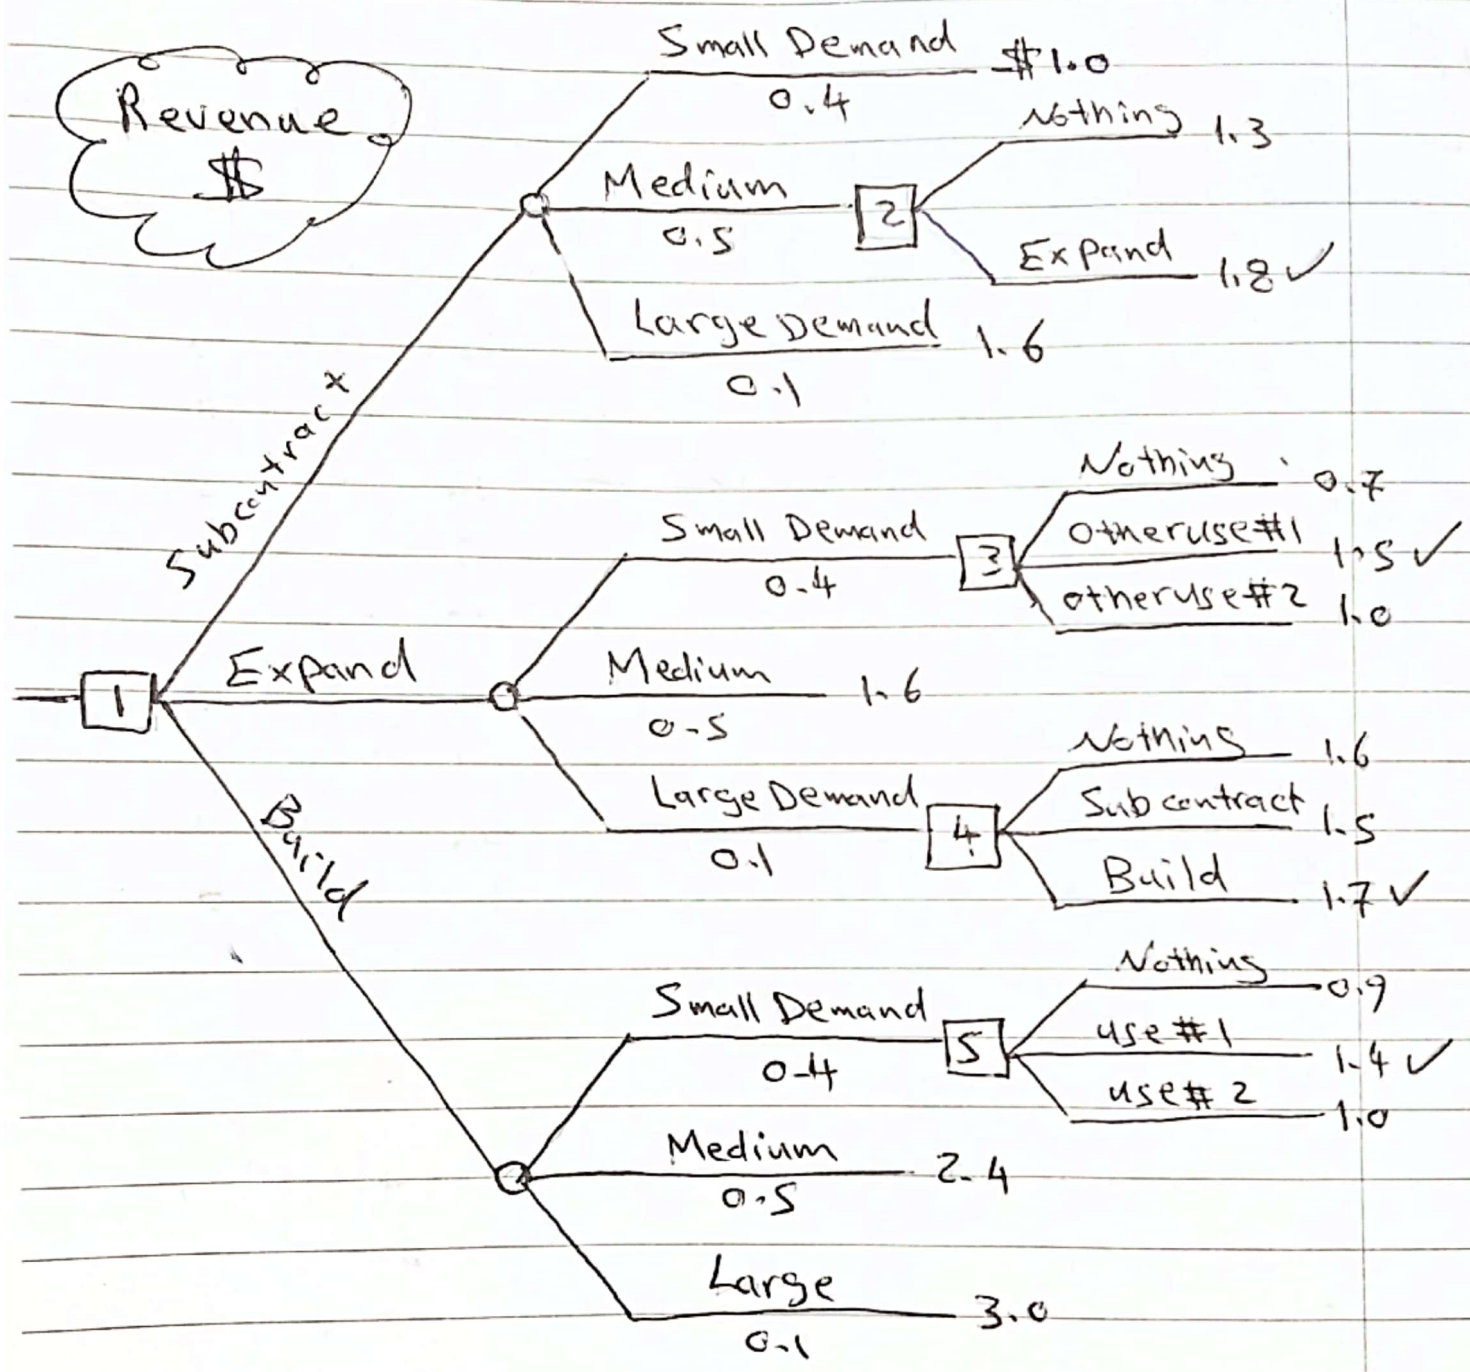 Revenue
$
Small Demand $1.0
0.4
Nothing 1.3
Medium 2
0.5
Expand 1.8 ✓
Large Demand 1.6
0.1
Subcontract
Nothing 0.7
Small Demand 3 otheruse#1 1.5 ✓
0.4
otheruse#2 1.0
1 Expand
Medium 1.6
0.5
Nothing 1.6
Large Demand 4 Subcontract 1.5
0.1
Build 1.7 ✓
Build
Nothing 0.9
Small Demand 5 use #1 1.4 ✓
0.4
use# 2 1.0
Medium 2.4
0.5
Large 3.0
0.1